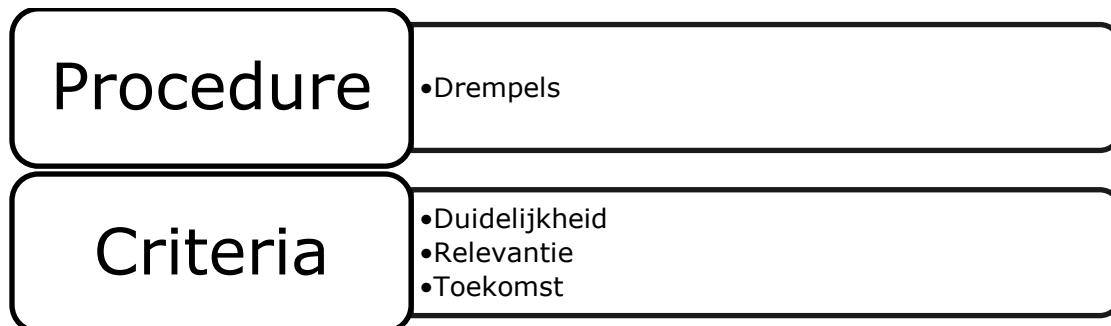 Procedure
•Drempels
Criteria
•Duidelijkheid
•Relevantie
•Toekomst